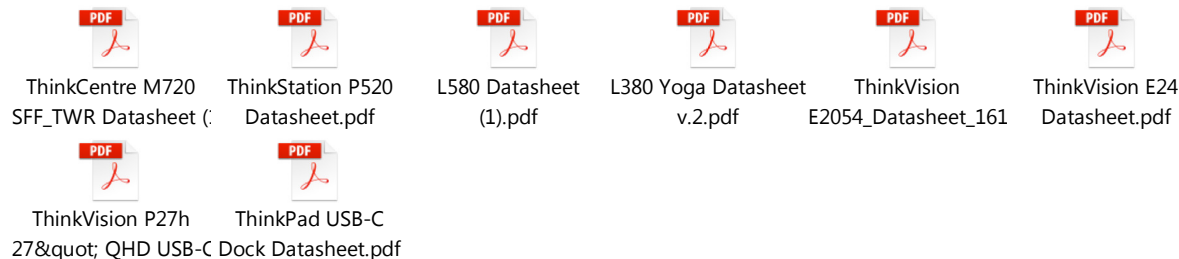 PDF PDF PDF PDF PDF PDF
ThinkCentre M720 ThinkStation P520 L580 Datasheet L380 Yoga Datasheet ThinkVision ThinkVision E24
SFF_TWR Datasheet (1 Datasheet.pdf (1).pdf v.2.pdf E2054_Datasheet_161 Datasheet.pdf
PDF PDF
ThinkVision P27h ThinkPad USB-C
27&quot; QHD USB-C Dock Datasheet.pdf